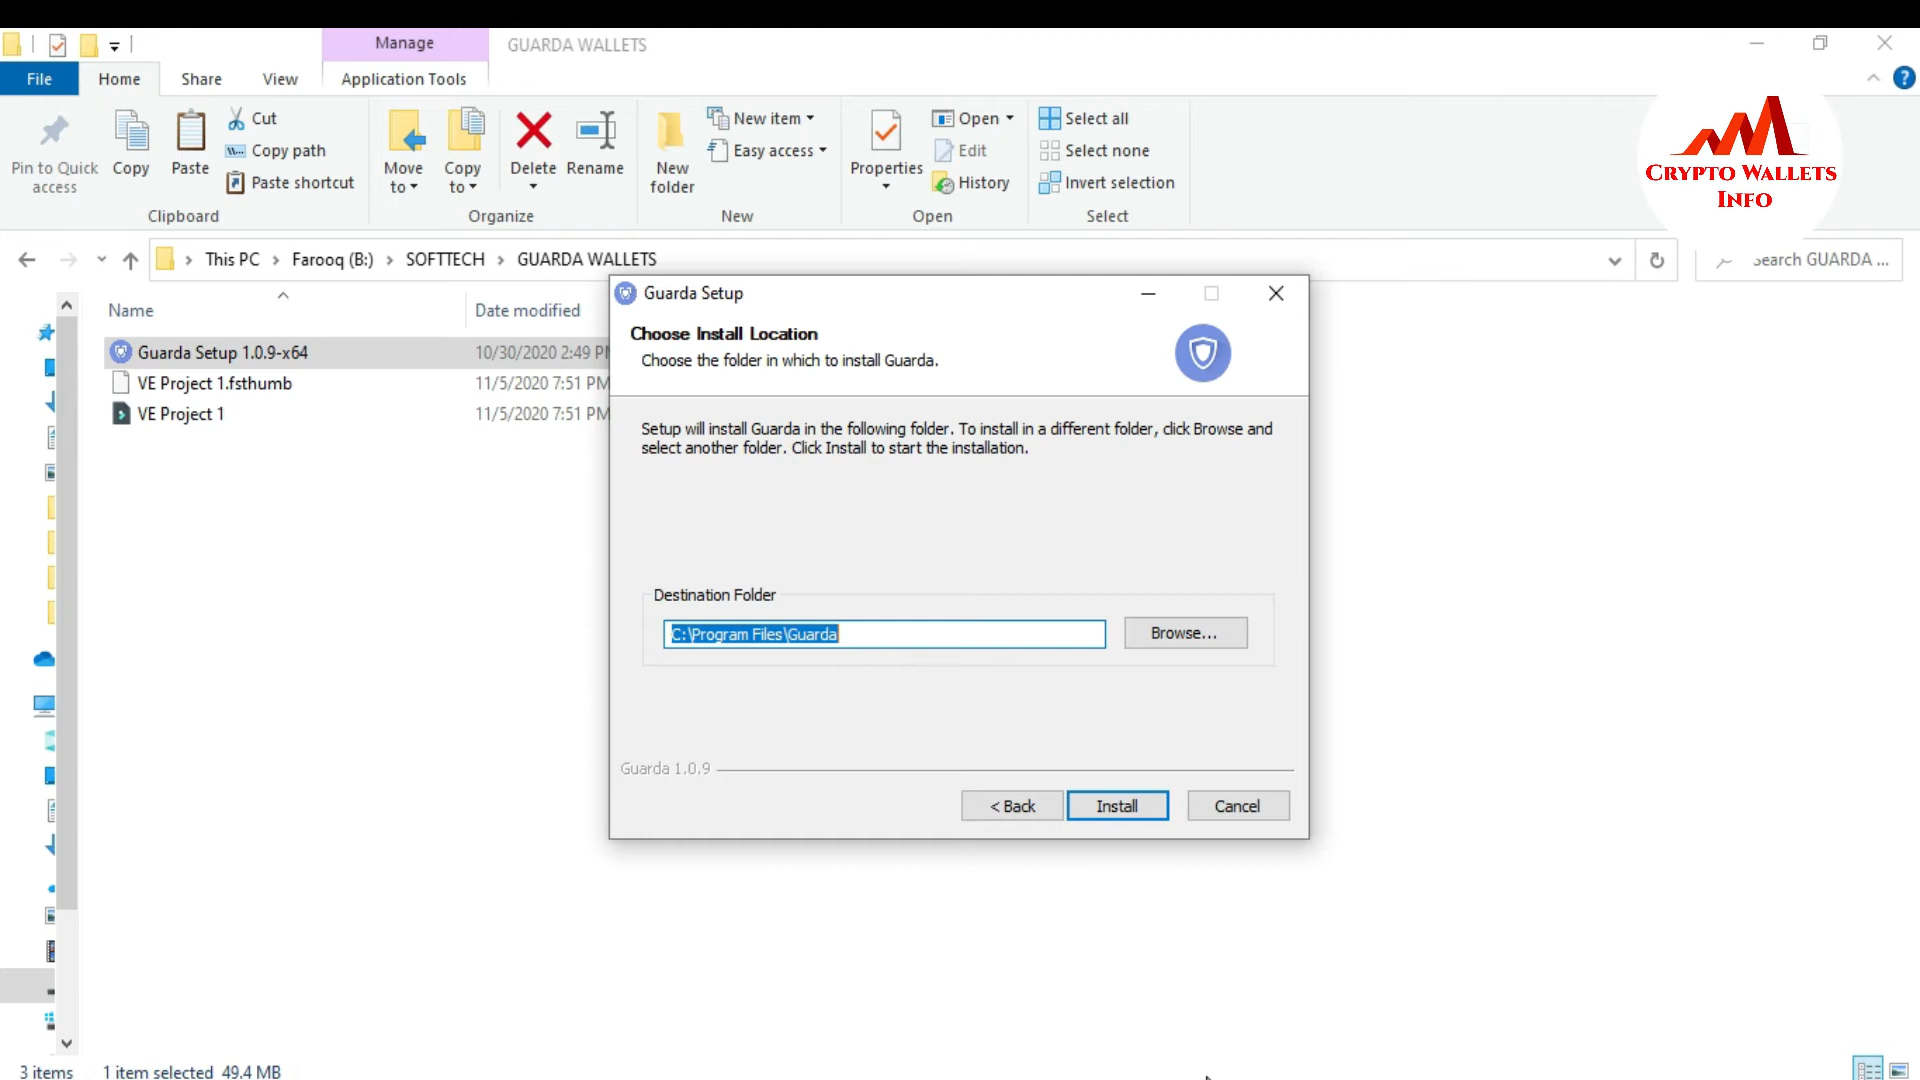 Manage
GUARDA WALLETS
File
Home
Share
View
Application Tools
Pin to Quick
access
Copy
Paste
Cut
Copy path
Paste shortcut
Clipboard
Move
to
Copy
to
Delete
Rename
Organize
New
folder
New item
Easy access
New
Properties
Open
Edit
History
Open
Select all
Select none
Invert selection
Select
CRYPTO WALLETS
INFO
This PC
Farooq (B:)
SOFTTECH
GUARDA WALLETS
Search GUARDA ...
Name
Date modified
Guarda Setup 1.0.9-x64
10/30/2020 2:49 PM
VE Project 1.fsthumb
11/5/2020 7:51 PM
VE Project 1
11/5/2020 7:51 PM
Guarda Setup
Choose Install Location
Choose the folder in which to install Guarda.
Setup will install Guarda in the following folder. To install in a different folder, click Browse and
select another folder. Click Install to start the installation.
Destination Folder
C:\Program Files\Guarda
Browse...
Guarda 1.0.9
< Back
Install
Cancel
3 items
1 item selected 49.4 MB